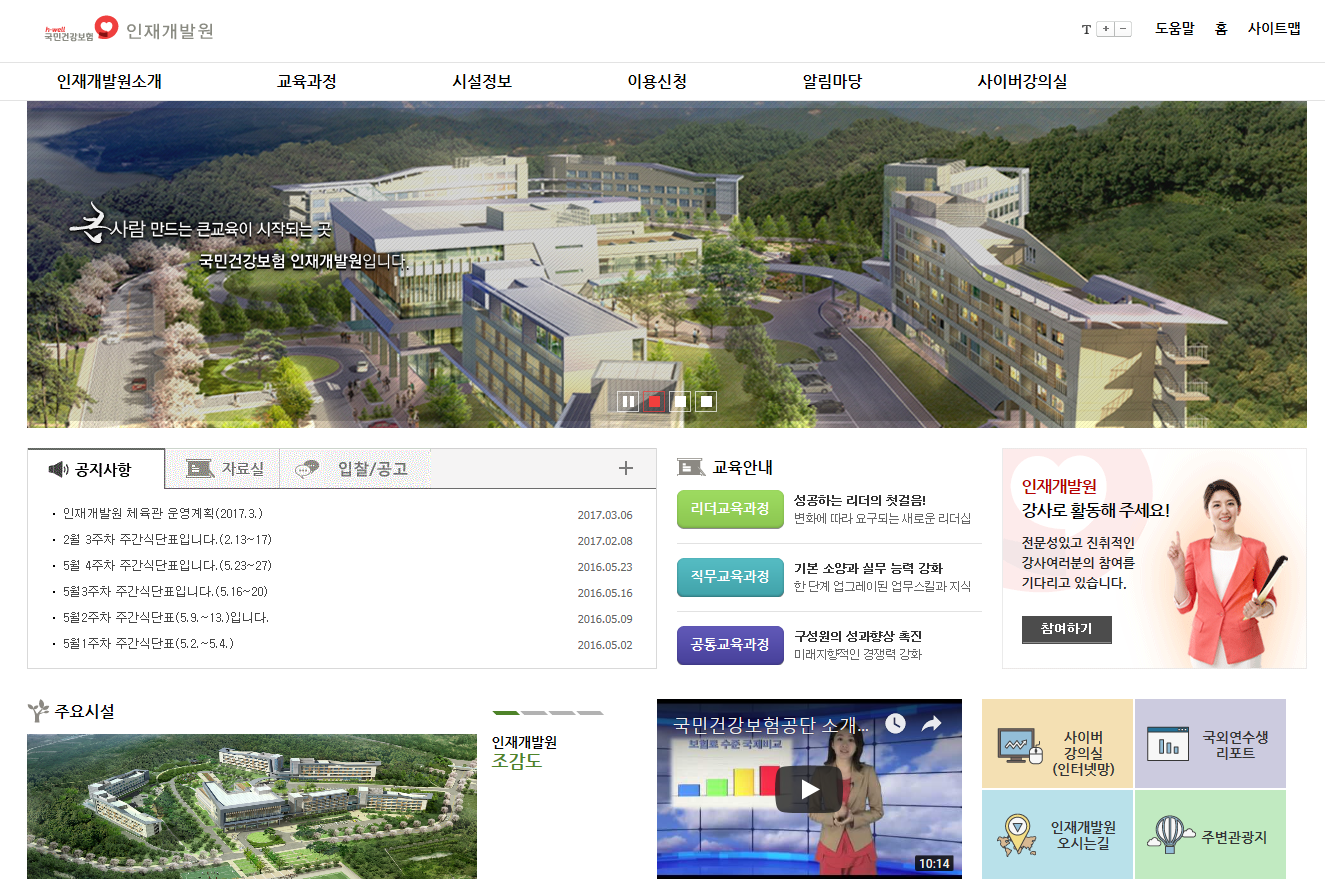 h-well
국민건강보험 인재개발원
T + −
도움말 홈 사이트맵
인재개발원소개 교육과정 시설정보 이용신청 알림마당 사이버강의실
큰사람 만드는 큰교육이 시작되는 곳
국민건강보험 인재개발원입니다.
공지사항 자료실 입찰/공고 +
인재개발원 체육관 운영계획(2017.3.) 2017.03.06
2월 3주차 주간식단표입니다.(2.13~17) 2017.02.08
5월 4주차 주간식단표입니다.(5.23~27) 2016.05.23
5월3주차 주간식단표입니다.(5.16~20) 2016.05.16
5월2주차 주간식단표(5.9.~13.)입니다. 2016.05.09
5월1주차 주간식단표(5.2.~5.4.) 2016.05.02
교육안내
리더교육과정
성공하는 리더의 첫걸음!
변화에 따라 요구되는 새로운 리더십
직무교육과정
기본 소양과 실무 능력 강화
한 단계 업그레이된 업무스킬과 지식
공통교육과정
구성원의 성과향상 촉진
미래지향적인 경쟁력 강화
인재개발원
강사로 활동해 주세요!
전문성있고 진취적인
강사여러분의 참여를
기다리고 있습니다.
참여하기
주요시설
인재개발원
조감도
국민건강보험공단 소개...
보험료 수준 국제비교
10:14
사이버
강의실
(인터넷망)
국외연수생
리포트
인재개발원
오시는길
주변관광지